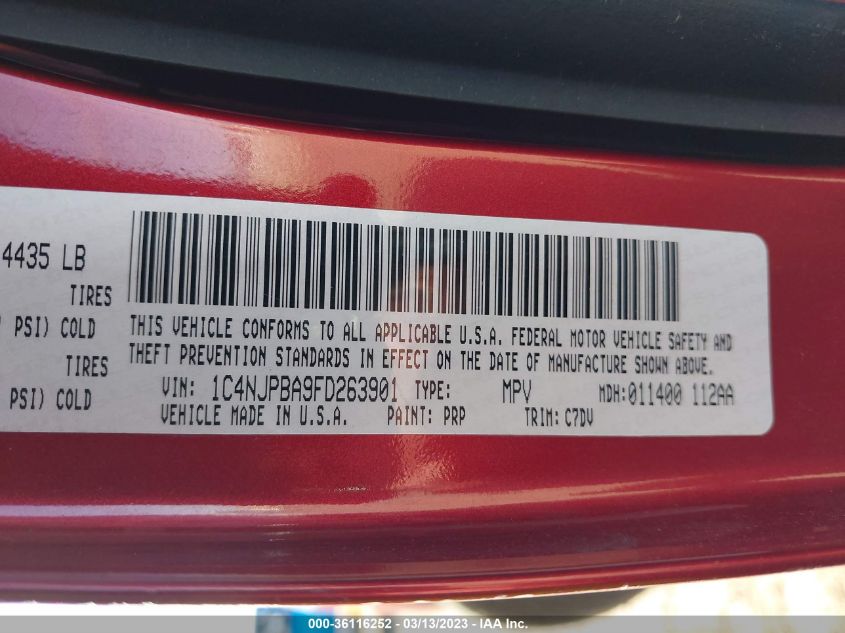 4435 LB
TIRES
PSI) COLD
TIRES
PSI) COLD
THIS VEHICLE CONFORMS TO ALL APPLICABLE U.S.A. FEDERAL MOTOR VEHICLE SAFETY AND
THEFT PREVENTION STANDARDS IN EFFECT ON THE DATE OF MANUFACTURE SHOWN ABOVE.
VIN: 1C4NJPBA9FD263901 TYPE: MPV MDH:011400 112AA
VEHICLE MADE IN U.S.A. PAINT: PRP TRIM: C7DV
000-36116252 - 03/13/2023 - IAA Inc.